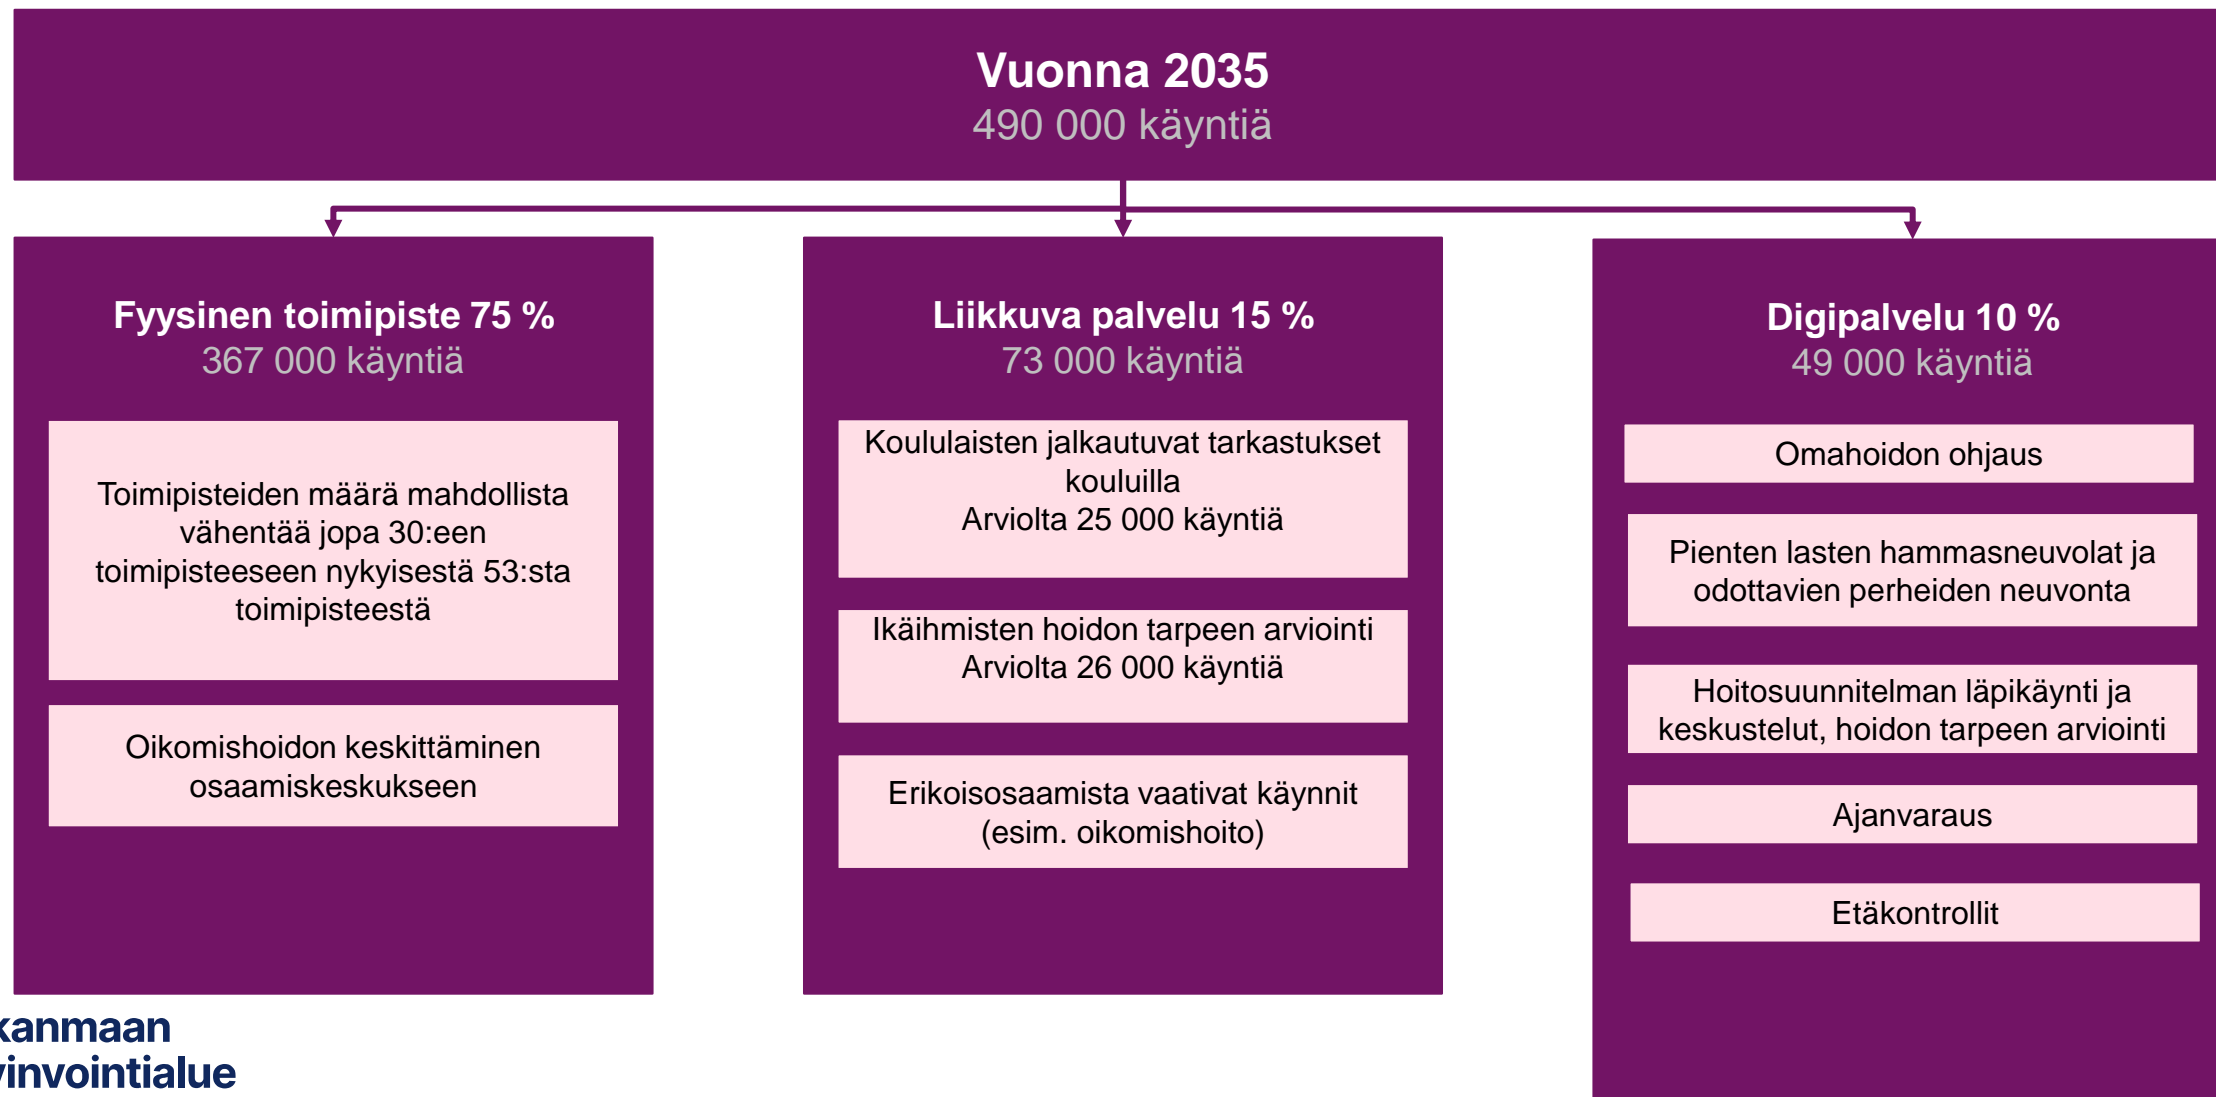 Vuonna 2035
490 000 käyntiä
Fyysinen toimipiste 75 %
367 000 käyntiä
Toimipisteiden määrä mahdollista
vähentää jopa 30:een
toimipisteeseen nykyisestä 53:sta
toimipisteestä
Oikomishoidon keskittäminen
osaamiskeskukseen
Liikkuva palvelu 15 %
73 000 käyntiä
Koululaisten jalkautuvat tarkastukset
kouluilla
Arviolta 25 000 käyntiä
Ikäihmisten hoidon tarpeen arviointi
Arviolta 26 000 käyntiä
Erikoisosaamista vaativat käynnit
(esim. oikomishoito)
Digipalvelu 10 %
49 000 käyntiä
Omahoidon ohjaus
Pienten lasten hammasneuvolat ja
odottavien perheiden neuvonta
Hoitosuunnitelman läpikäynti ja
keskustelut, hoidon tarpeen arviointi
Ajanvaraus
Etäkontrollit
kanmaan
vinvointialue